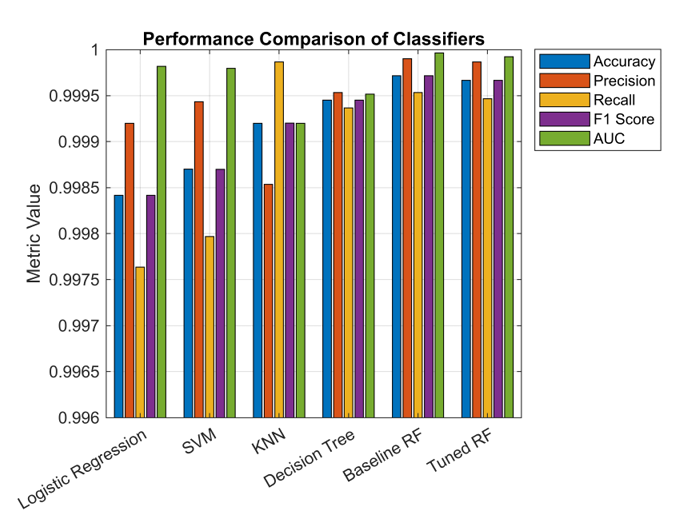 Performance Comparison of Classifiers
Metric Value
1
0.9995
0.999
0.9985
0.998
0.9975
0.997
0.9965
0.996
Logistic Regression
SVM
KNN
Decision Tree
Baseline RF
Tuned RF
Accuracy
Precision
Recall
F1 Score
AUC